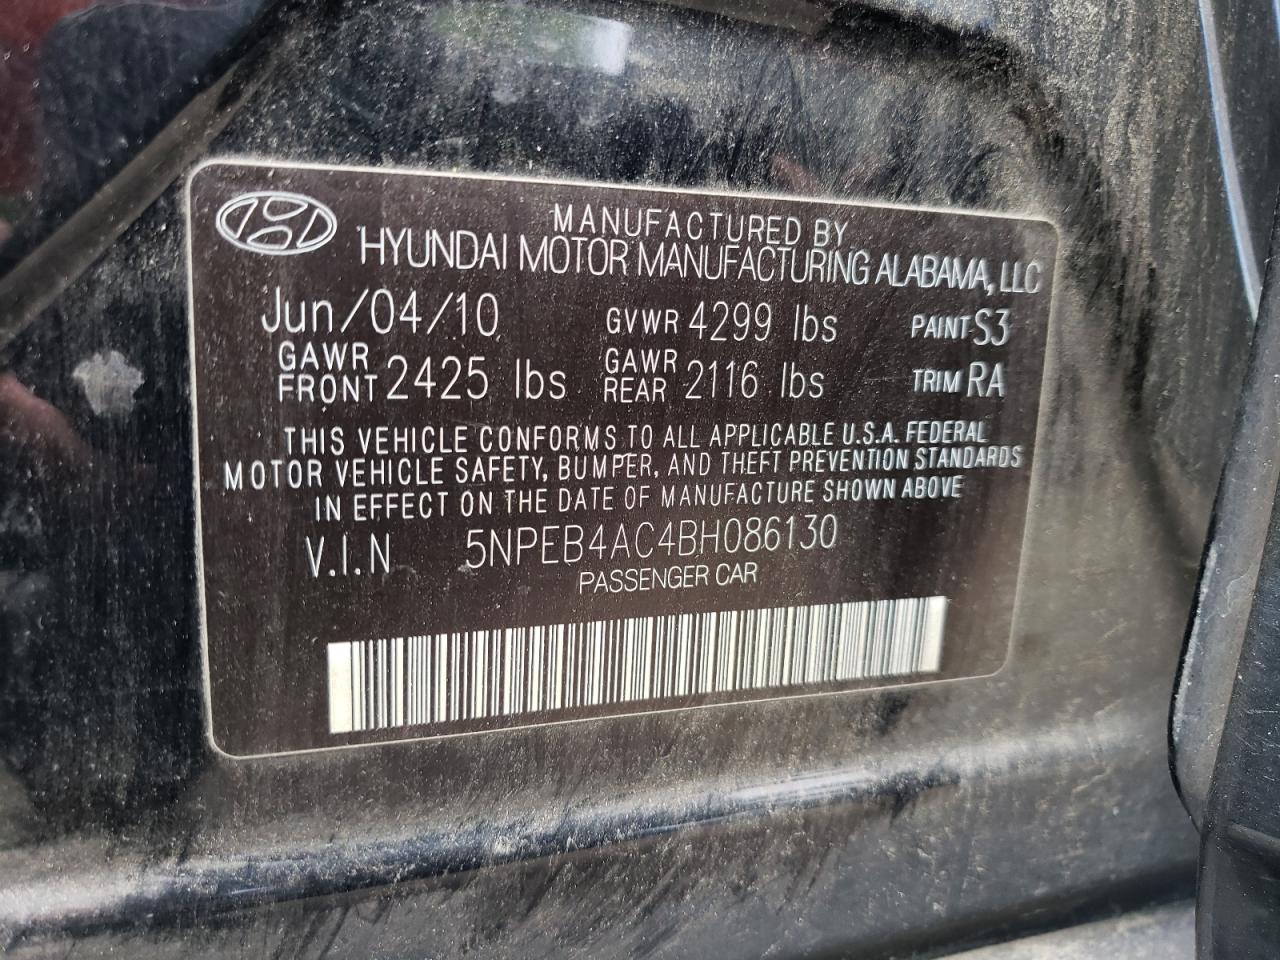 MANUFACTURED BY
HYUNDAI MOTOR MANUFACTURING ALABAMA, LLC
Jun/04/10 GVWR 4299 lbs PAINT S3
GAWR FRONT 2425 lbs GAWR REAR 2116 lbs TRIM RA
THIS VEHICLE CONFORMS TO ALL APPLICABLE U.S.A. FEDERAL
MOTOR VEHICLE SAFETY, BUMPER, AND THEFT PREVENTION STANDARDS
IN EFFECT ON THE DATE OF MANUFACTURE SHOWN ABOVE
V.I.N 5NPEB4AC4BH086130
PASSENGER CAR